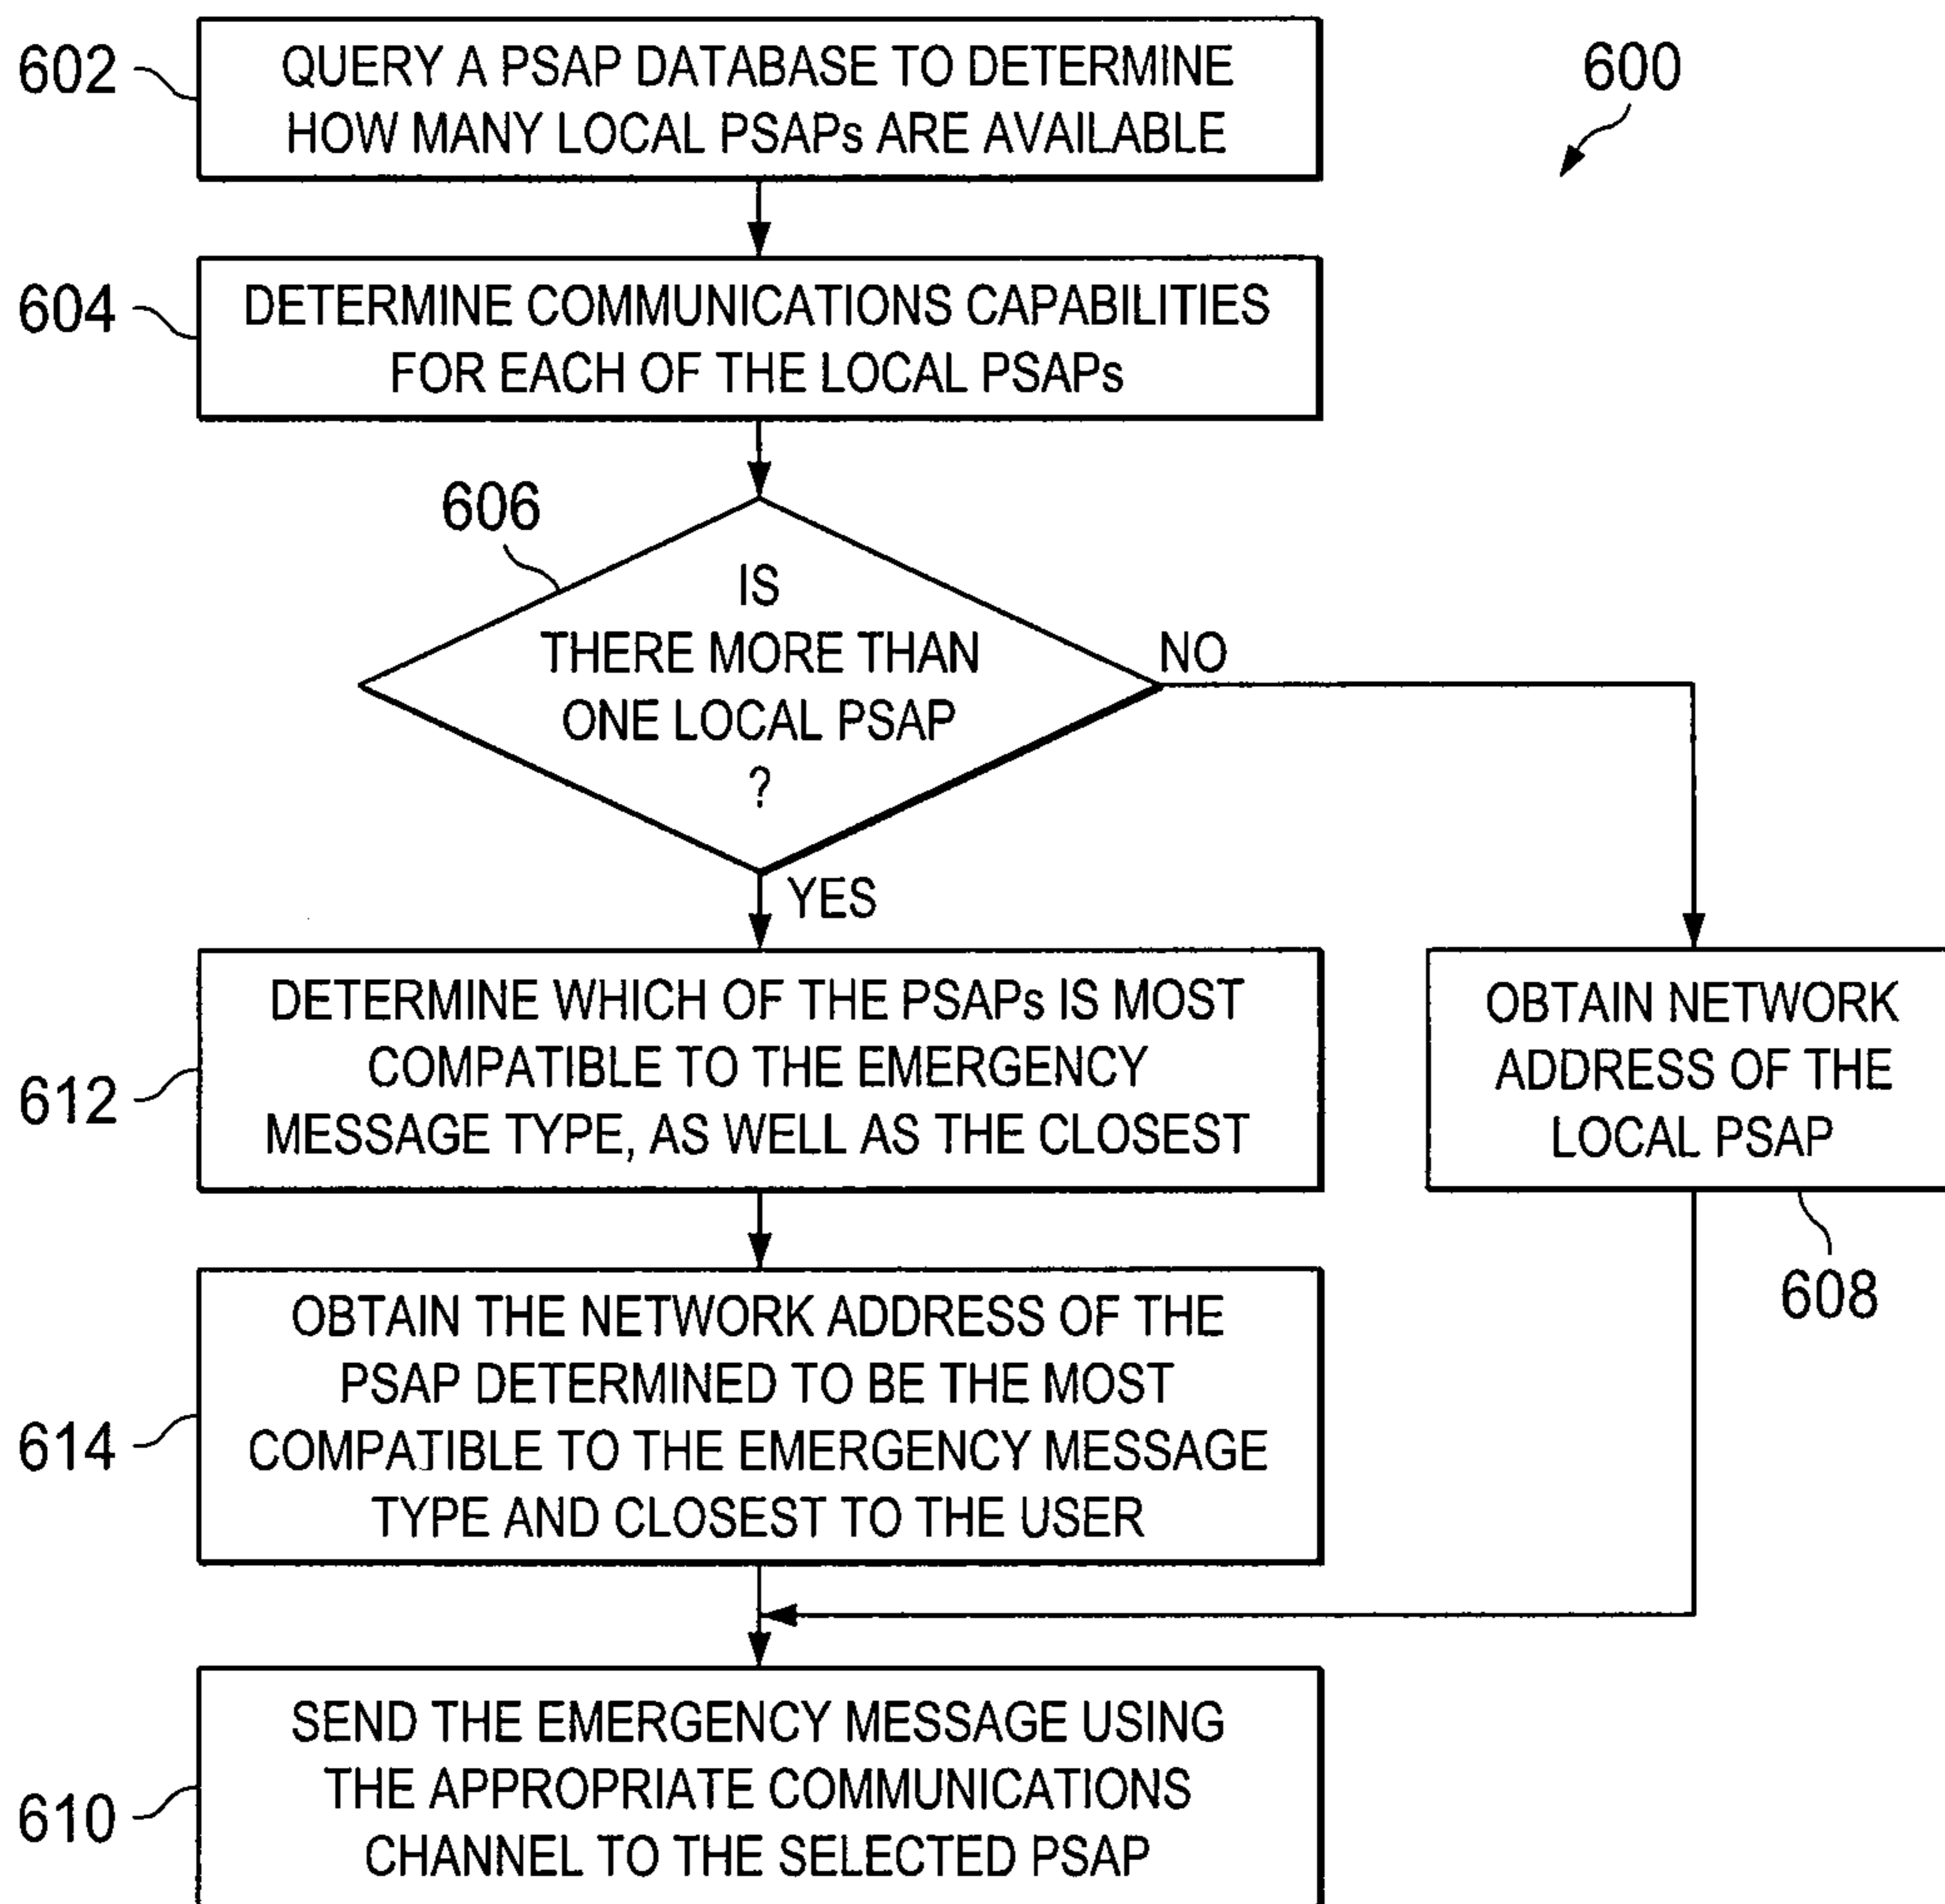 602
QUERY A PSAP DATABASE TO DETERMINE
HOW MANY LOCAL PSAPs ARE AVAILABLE
600
604
DETERMINE COMMUNICATIONS CAPABILITIES
FOR EACH OF THE LOCAL PSAPs
606
IS
THERE MORE THAN
ONE LOCAL PSAP
?
NO
YES
612
DETERMINE WHICH OF THE PSAPs IS MOST
COMPATIBLE TO THE EMERGENCY
MESSAGE TYPE, AS WELL AS THE CLOSEST
OBTAIN NETWORK
ADDRESS OF THE
LOCAL PSAP
608
614
OBTAIN THE NETWORK ADDRESS OF THE
PSAP DETERMINED TO BE THE MOST
COMPATIBLE TO THE EMERGENCY MESSAGE
TYPE AND CLOSEST TO THE USER
610
SEND THE EMERGENCY MESSAGE USING
THE APPROPRIATE COMMUNICATIONS
CHANNEL TO THE SELECTED PSAP